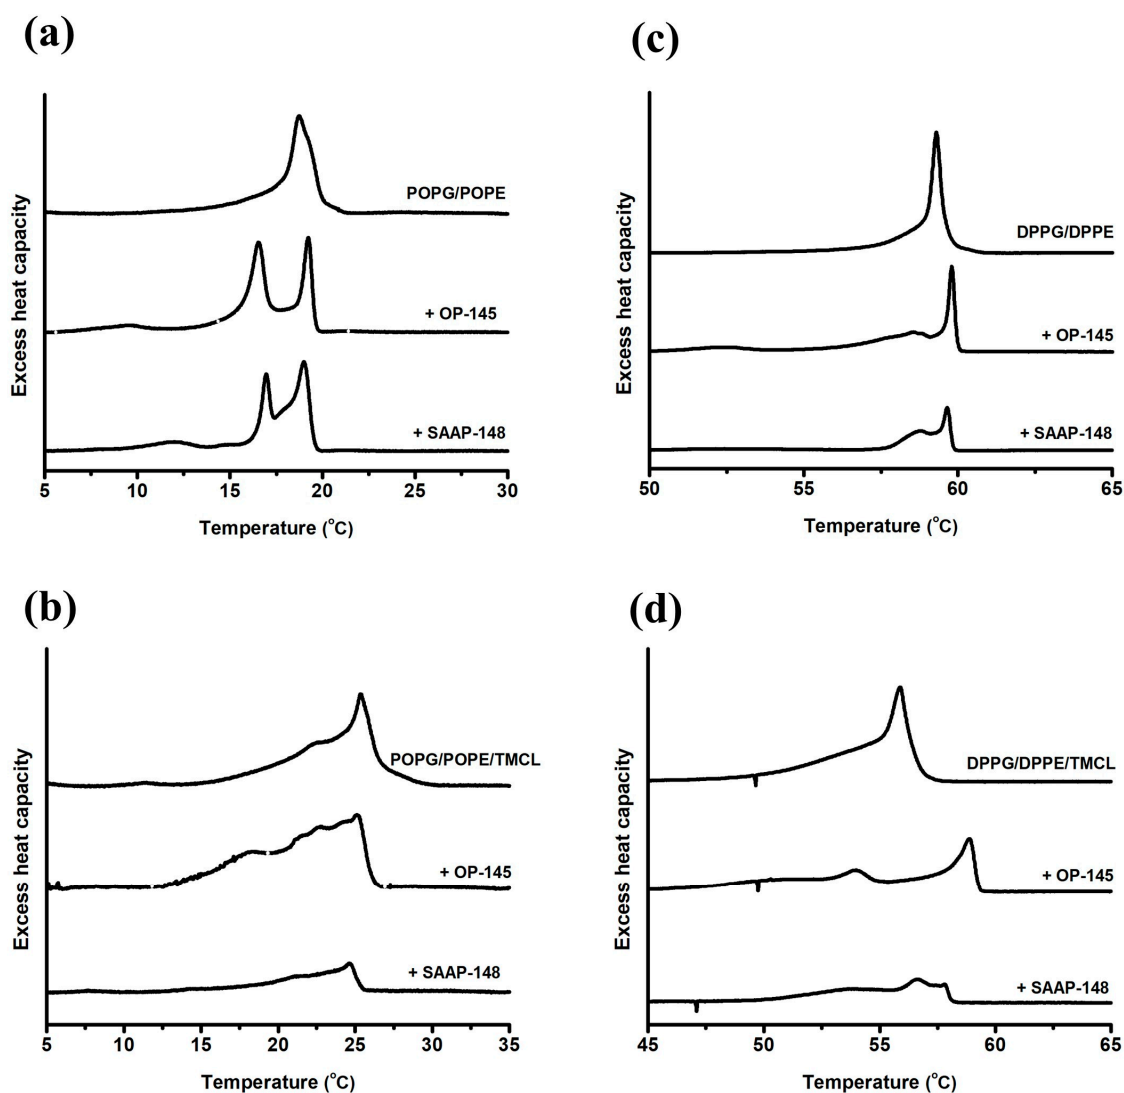 (a)
Excess heat capacity
POPG/POPE
+ OP-145
+ SAAP-148
5 10 15 20 25 30
Temperature (°C)
(c)
Excess heat capacity
DPPG/DPPE
+ OP-145
+ SAAP-148
50 55 60 65
Temperature (°C)
(b)
Excess heat capacity
POPG/POPE/TMCL
+ OP-145
+ SAAP-148
5 10 15 20 25 30 35
Temperature (°C)
(d)
Excess heat capacity
DPPG/DPPE/TMCL
+ OP-145
+ SAAP-148
45 50 55 60 65
Temperature (°C)